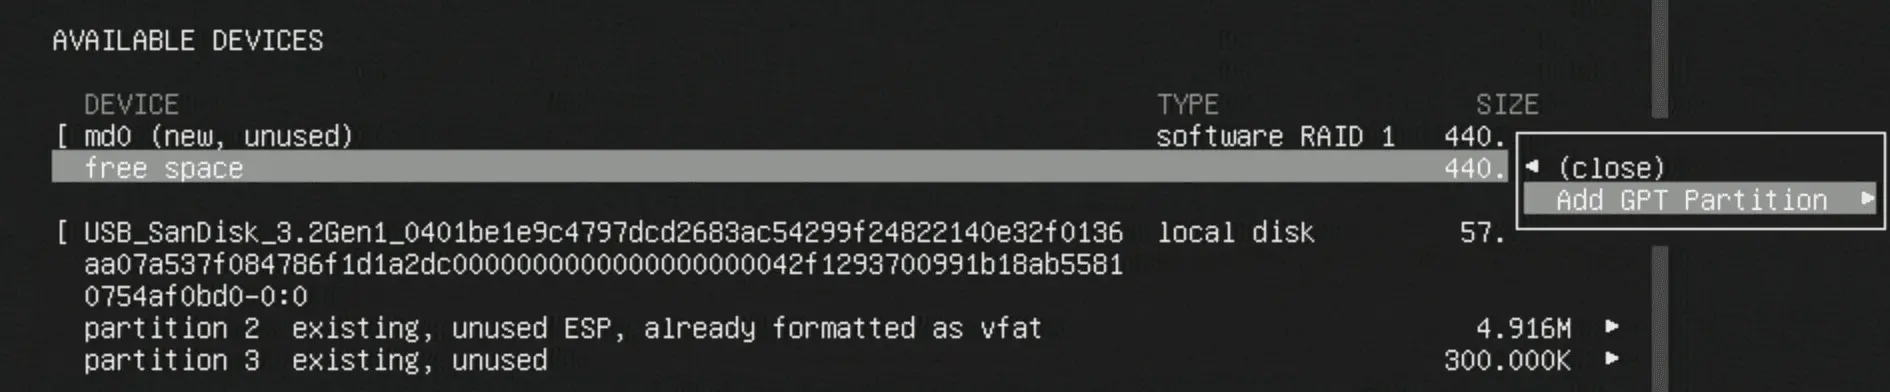 AVAILABLE DEVICES
DEVICE TYPE SIZE
[ md0 (new, unused) software RAID 1 440.
free space 440. ◄ (close)
Add GPT Partition ►
[ USB_SanDisk_3.2Gen1_0401be1e9c4797dcd2683ac54299f24822140e32f0136 local disk 57.
aa07a537f084786f1d1a2dc00000000000000000000042f1293700991b18ab5581
0754af0bd0-0:0
partition 2 existing, unused ESP, already formatted as vfat 4.916M ►
partition 3 existing, unused 300.000K ►